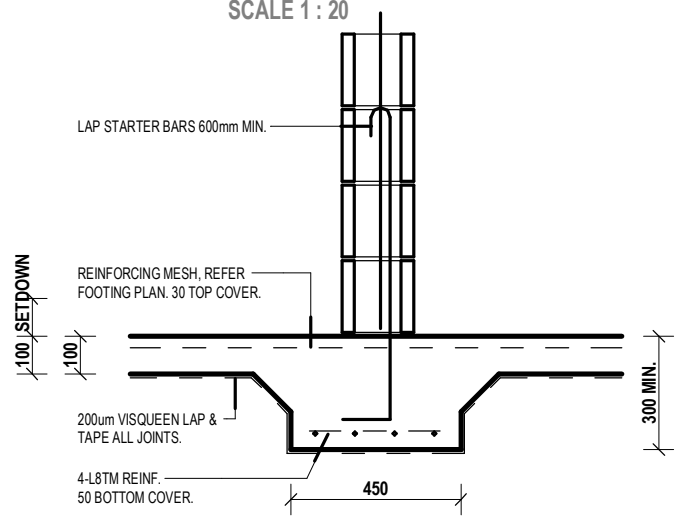 SCALE 1 : 20
LAP STARTER BARS 600mm MIN.
REINFORCING MESH, REFER
FOOTING PLAN. 30 TOP COVER.
SETDOWN
100
100
300 MIN.
200um VISQUEEN LAP &
TAPE ALL JOINTS.
4-L8TM REINF.
50 BOTTOM COVER.
450